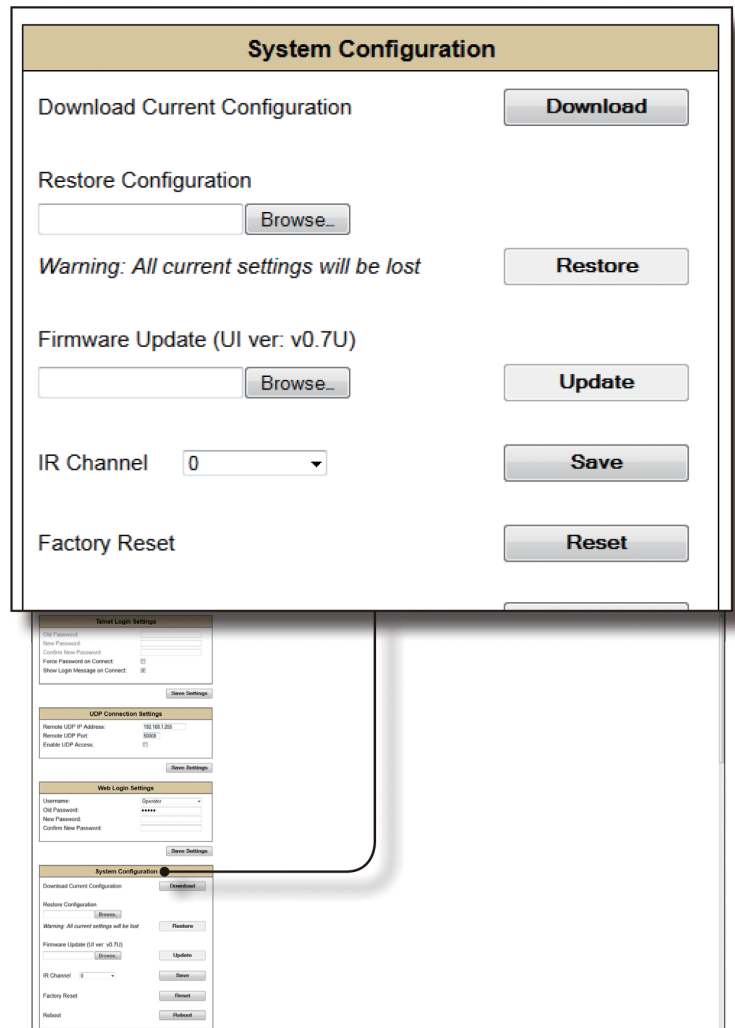 System Configuration
Download Current Configuration Download
Restore Configuration
Browse...
Warning: All current settings will be lost Restore
Firmware Update (UI ver: v0.7U)
Browse... Update
IR Channel 0 Save
Factory Reset Reset
Telnet Login Settings
Old Password:
New Password:
Confirm New Password:
Force Password on Connect:
Show Login Message on Connect:
Save Settings
UDP Connection Settings
Remote UDP IP Address: 192.168.1.255
Remote UDP Port: 50008
Enable UDP Access:
Save Settings
Web Login Settings
Username: Operator
Old Password: •••••
New Password:
Confirm New Password:
Save Settings
System Configuration
Download Current Configuration Download
Restore Configuration
Browse...
Warning: All current settings will be lost Restore
Firmware Update (UI ver: v0.7U)
Browse... Update
IR Channel 0 Save
Factory Reset Reset
Reboot Reboot